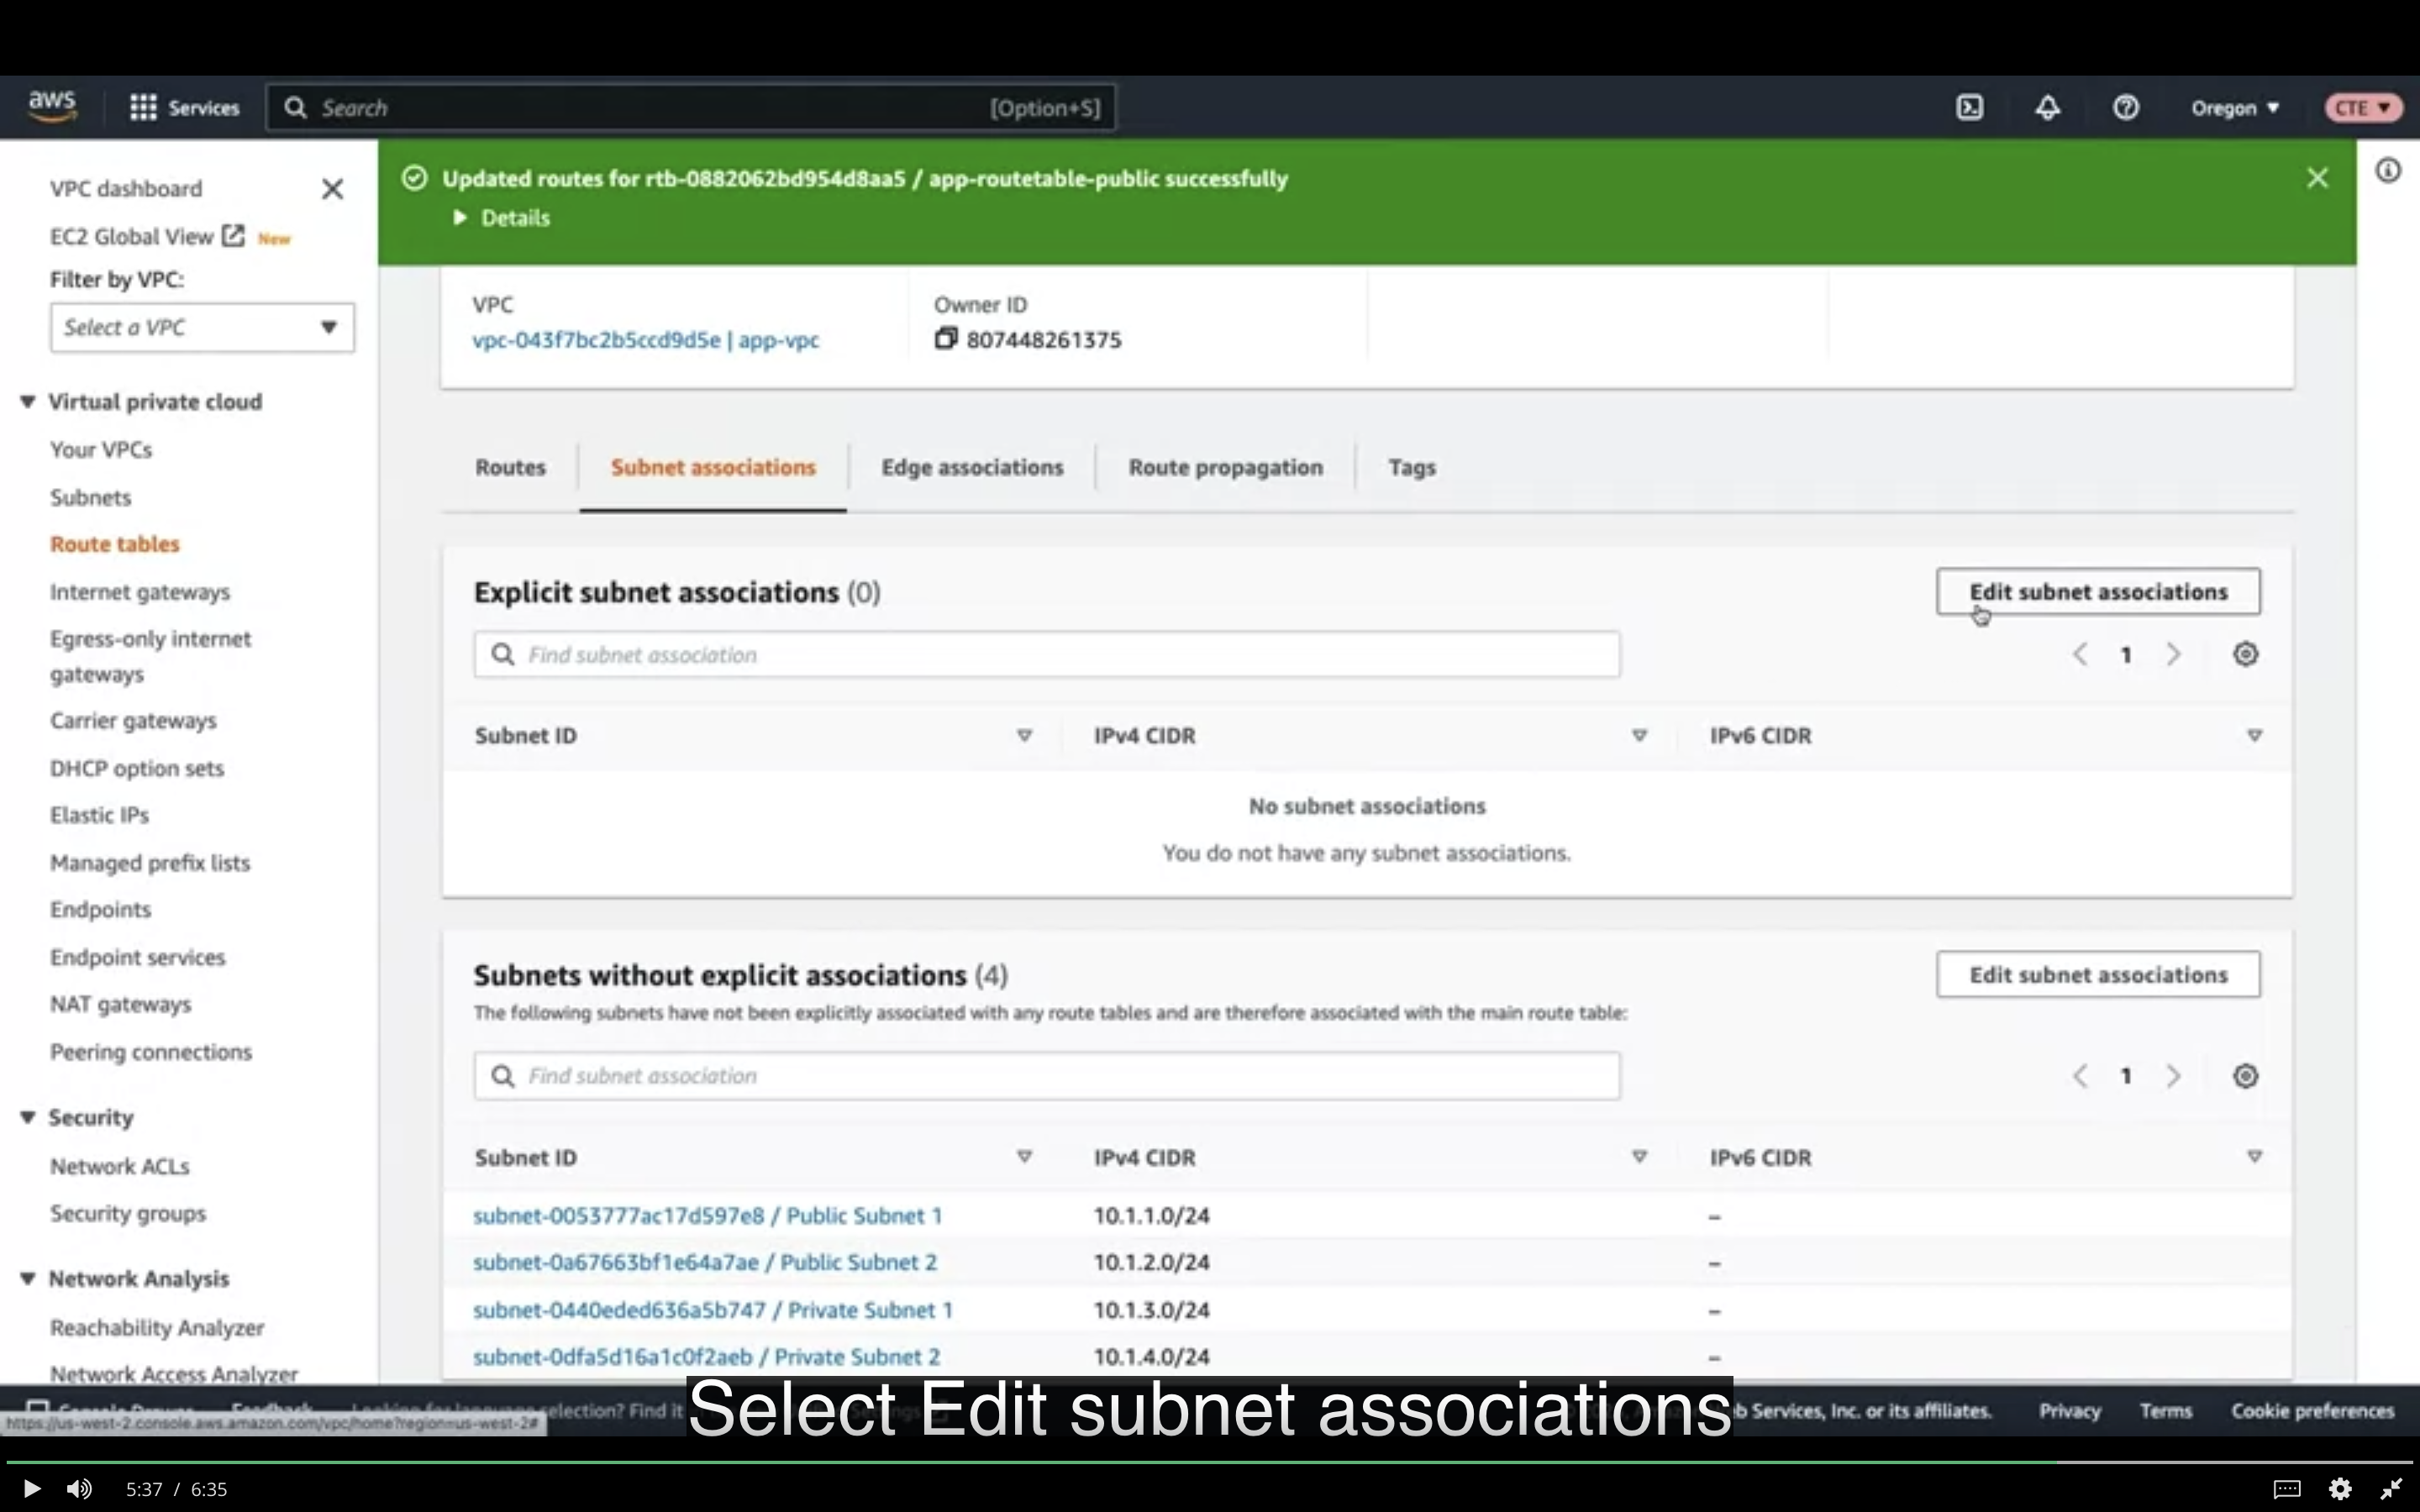 aws
Services
Search
[Option+S]
Oregon
CTE
VPC dashboard
EC2 Global View
New
Filter by VPC:
Select a VPC
Virtual private cloud
Your VPCs
Subnets
Route tables
Internet gateways
Egress-only internet
gateways
Carrier gateways
DHCP option sets
Elastic IPs
Managed prefix lists
Endpoints
Endpoint services
NAT gateways
Peering connections
Security
Network ACLs
Security groups
Network Analysis
Reachability Analyzer
Network Access Analyzer
Updated routes for rtb-0882062bd954d8aa5 / app-routetable-public successfully
Details
VPC
Owner ID
vpc-043f7bc2b5ccd9d5e | app-vpc
807448261375
Routes
Subnet associations
Edge associations
Route propagation
Tags
Explicit subnet associations (0)
Edit subnet associations
Find subnet association
1
Subnet ID
IPv4 CIDR
IPv6 CIDR
No subnet associations
You do not have any subnet associations.
Subnets without explicit associations (4)
Edit subnet associations
The following subnets have not been explicitly associated with any route tables and are therefore associated with the main route table:
Find subnet association
1
Subnet ID
IPv4 CIDR
IPv6 CIDR
subnet-0053777ac17d597e8 / Public Subnet 1
10.1.1.0/24
–
subnet-0a67663bf1e64a7ae / Public Subnet 2
10.1.2.0/24
–
subnet-0440eded636a5b747 / Private Subnet 1
10.1.3.0/24
–
subnet-0dfa5d16a1c0f2aeb / Private Subnet 2
10.1.4.0/24
–
selection? Find it
Services, Inc. or its affiliates.
Privacy
Terms
Cookie preferences
https://us-west-2.console.aws.amazon.com/vpc/home?region=us-west-2#
Select Edit subnet associations
5:37 / 6:35